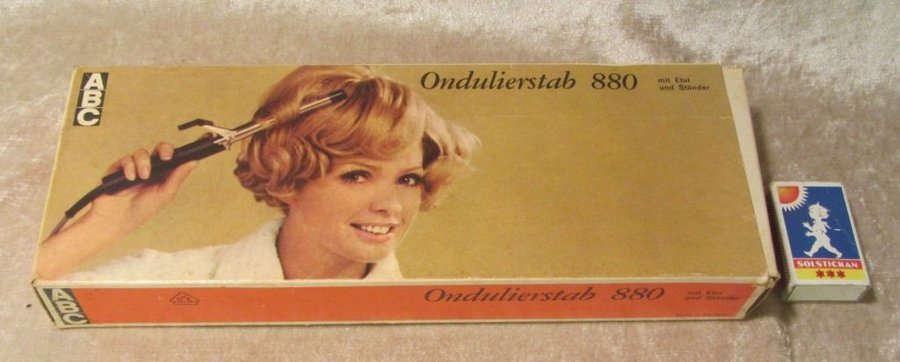 ABC
Ondulierstab 880
mit Etui
und Ständer
SOLSTICKAN
ABC
Ondulierstab 880
mit Etui
und Ständer